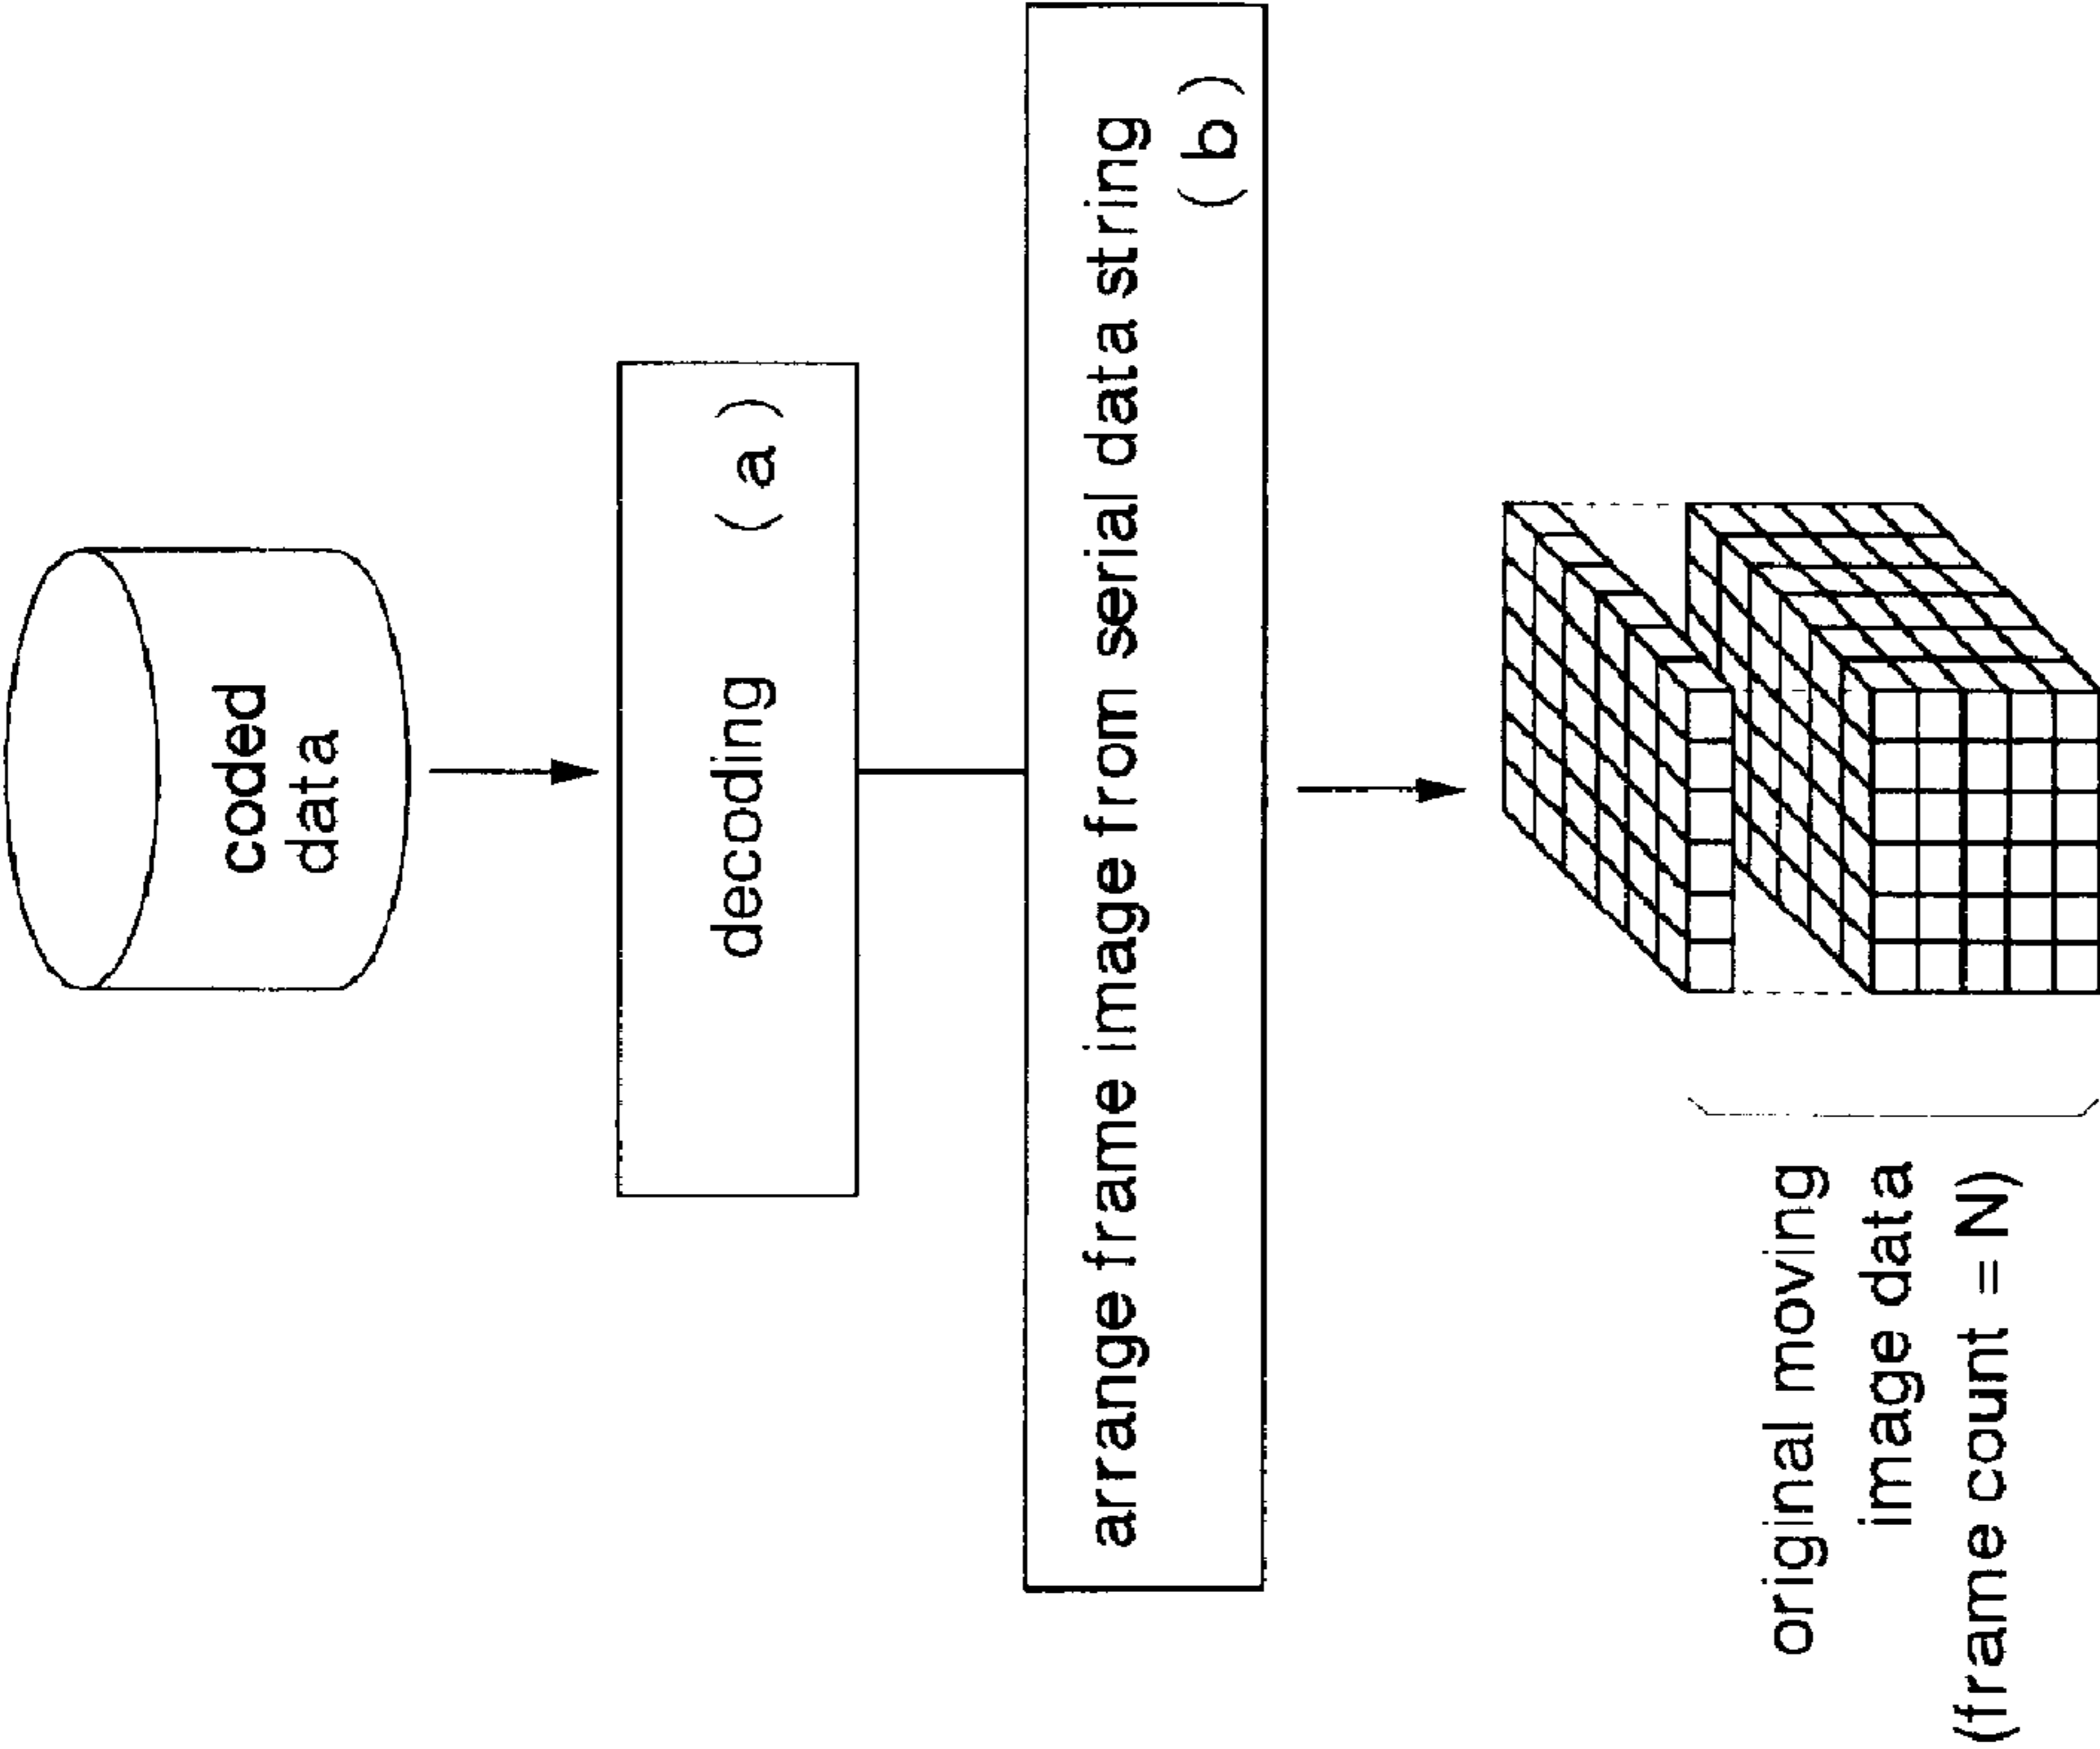 coded
data
decoding (a)
arrange frame image from serial data string
(b)
original moving
image data
(frame count = N)